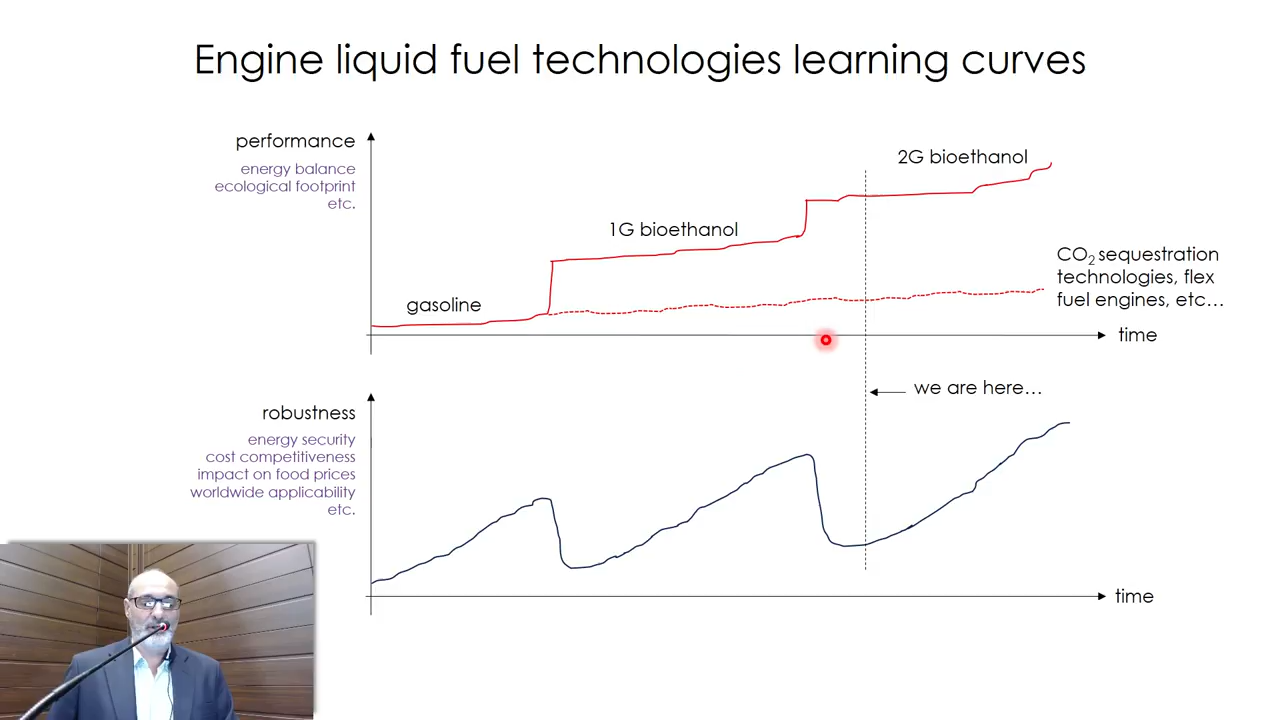 Engine liquid fuel technologies learning curves
performance
energy balance
ecological footprint
etc.
2G bioethanol
1G bioethanol
gasoline
CO2 sequestration
technologies, flex
fuel engines, etc…
time
we are here…
robustness
energy security
cost competitiveness
impact on food prices
worldwide applicability
etc.
time